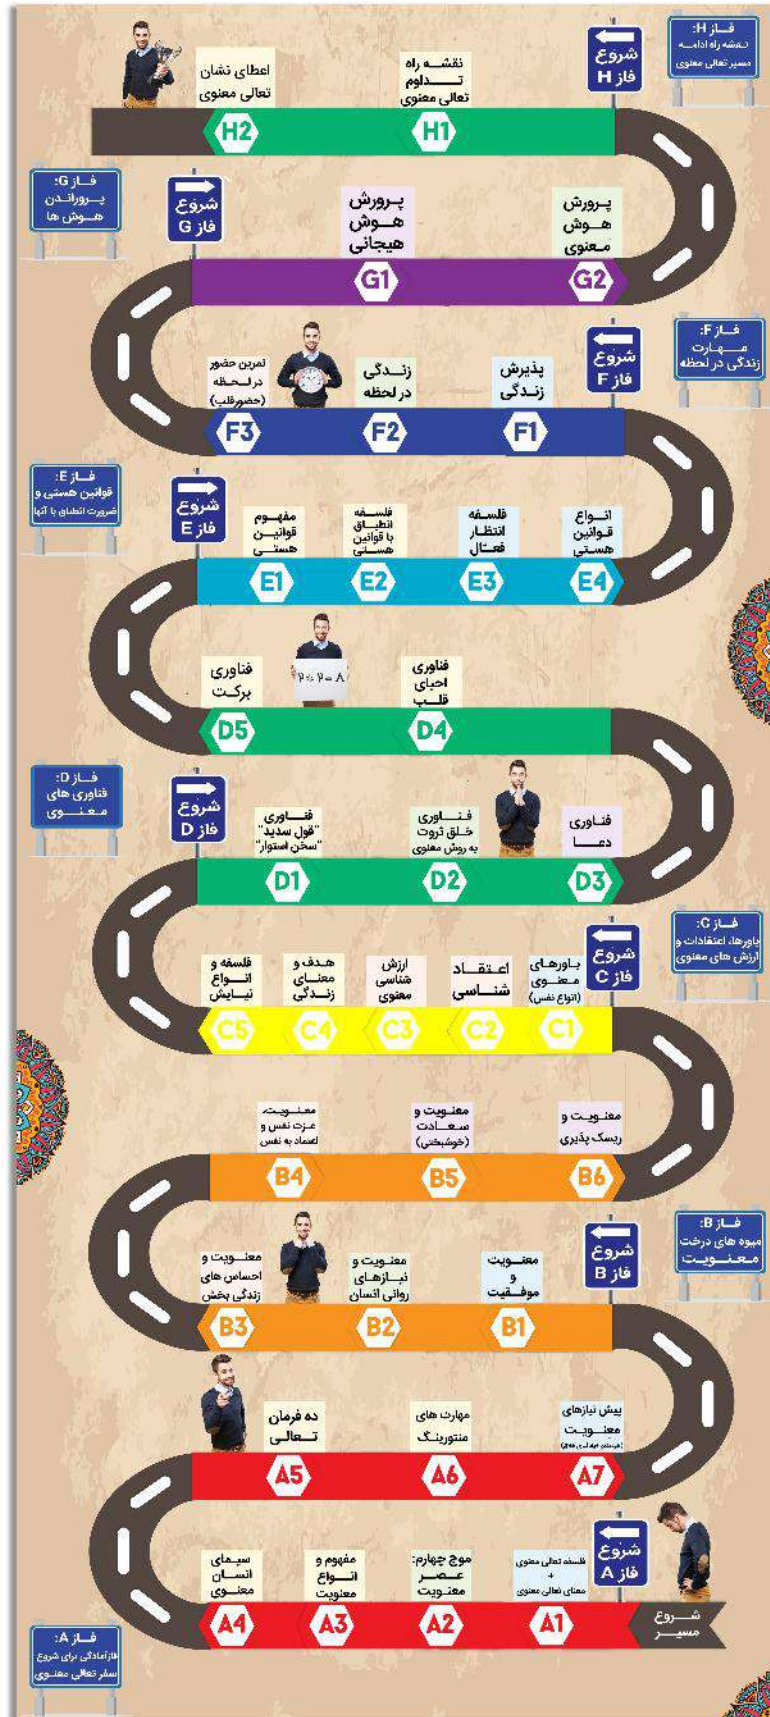 فاز H:
نقشه راه ادامه
مسیر تعالی معنوی
شروع
فاز H
نقشه راه
تداوم
تعالی معنوی
اعطای نشان
تعالی معنوی
H1
H2
فاز G:
پروراندن
هوش ها
شروع
فاز G
پرورش
هوش
هیجانی
پرورش
هوش
معنوی
G1
G2
فاز F:
مهارت
زندگی در لحظه
شروع
فاز F
پذیرش
زندگی
زندگی
در لحظه
تمرین حضور
در لحظه
(حضورقلب)
F1
F2
F3
فاز E:
قوانین هستی و
ضرورت انطباق با آنها
شروع
فاز E
مفهوم
قوانین
هستی
فلسفه
انطباق
با قوانین
هستی
فلسفه
انتظار
فعال
انواع
قوانین
هستی
E1
E2
E3
E4
فناوری
احیای
قلب
فناوری
برکت
D4
D5
فاز D:
فناوری های
معنوی
شروع
فاز D
فناوری
"قول سدید"
"سخن استوار"
فناوری
خلق ثروت
به روش معنوی
فناوری
دعا
D1
D2
D3
فاز C:
باورها، اعتقادات و
ارزش های معنوی
شروع
فاز C
باورهای
معنوی
(انواع نفس)
اعتقاد
شناسی
ارزش
شناسی
معنوی
هدف و
معنای
زندگی
فلسفه و
انواع
نیایش
C1
C2
C3
C4
C5
معنویت و
ریسک پذیری
معنویت و
سعادت
(خوشبختی)
معنویت،
عزت نفس و
اعتماد به نفس
B6
B5
B4
فاز B:
میوه های درخت
معنویت
شروع
فاز B
معنویت
و
موفقیت
معنویت و
نیازهای
روانی انسان
معنویت و
احساس های
زندگی بخش
B1
B2
B3
پیش نیازهای
معنویت
مهارت های
منتورینگ
ده فرمان
تعالی
A7
A6
A5
شروع
فاز A
فلسفه تعالی معنوی
+
معنای تعالی معنوی
موج چهارم:
عصر
معنویت
مفهوم و
انواع
معنویت
سیمای
انسان
معنوی
شروع
مسیر
A1
A2
A3
A4
فاز A:
فازآمادگی برای شروع
سفر تعالی معنوی